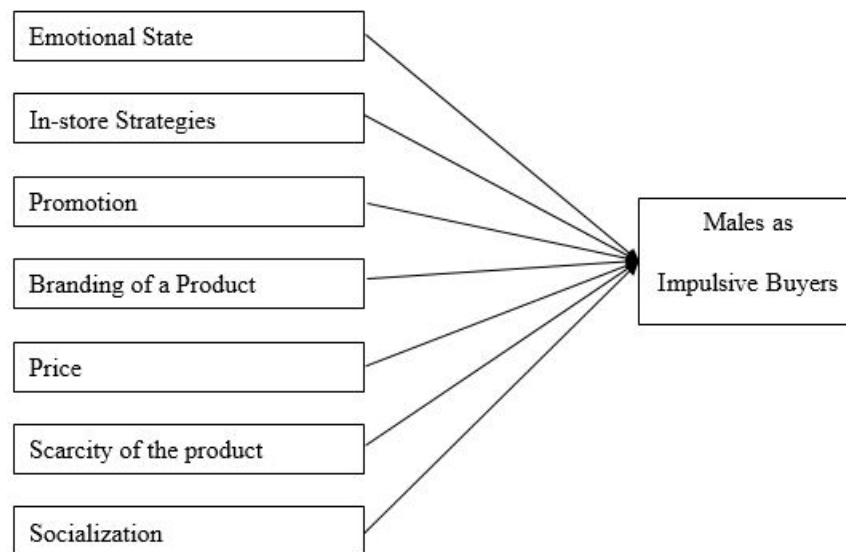 Emotional State
In-store Strategies
Promotion
Branding of a Product
Price
Scarcity of the product
Socialization
Males as
Impulsive Buyers